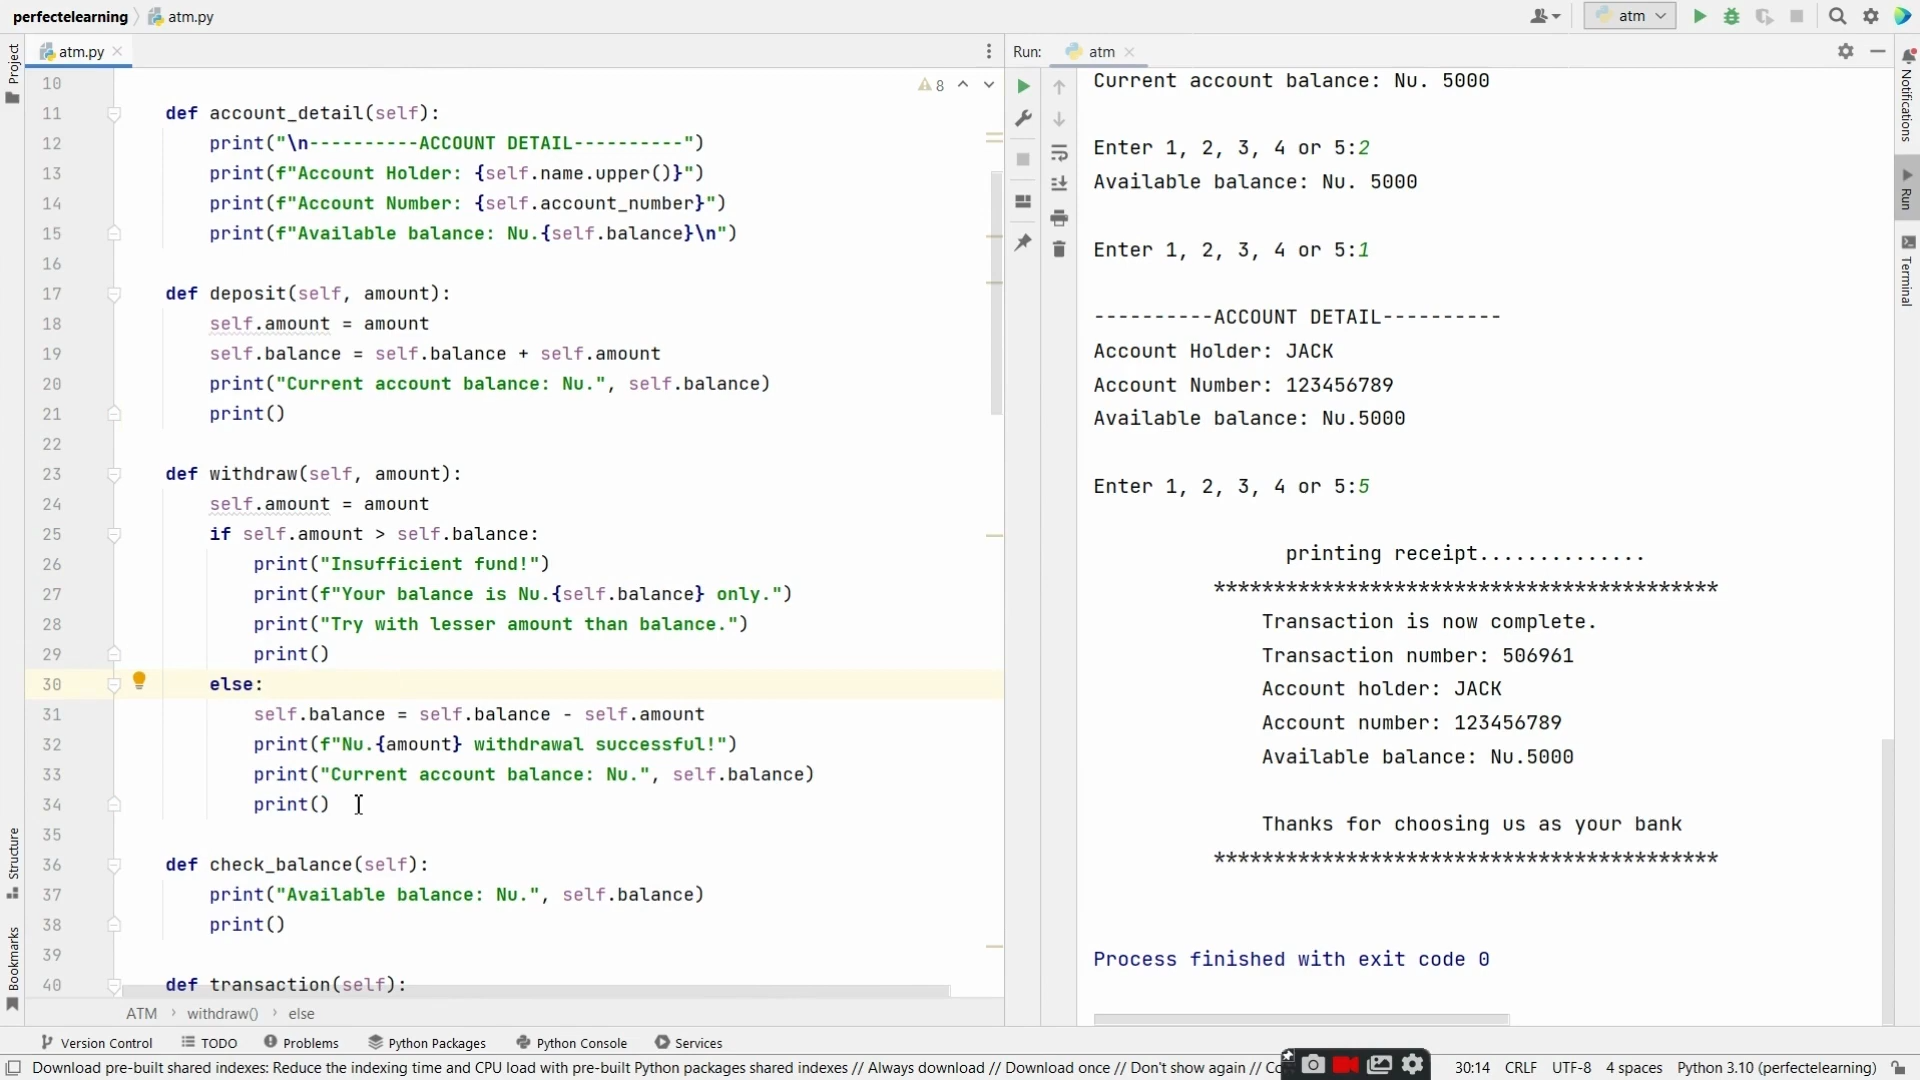 perfectelearning
atm.py
atm
Project
atm.py
Run:
atm
Notifications
Run
Terminal
8
10
11 def account_detail(self):
12 print("\n----------ACCOUNT DETAIL----------")
13 print(f"Account Holder: {self.name.upper()}")
14 print(f"Account Number: {self.account_number}")
15 print(f"Available balance: Nu.{self.balance}\n")
16
17 def deposit(self, amount):
18 self.amount = amount
19 self.balance = self.balance + self.amount
20 print("Current account balance: Nu.", self.balance)
21 print()
22
23 def withdraw(self, amount):
24 self.amount = amount
25 if self.amount > self.balance:
26 print("Insufficient fund!")
27 print(f"Your balance is Nu.{self.balance} only.")
28 print("Try with lesser amount than balance.")
29 print()
30 else:
31 self.balance = self.balance - self.amount
32 print(f"Nu.{amount} withdrawal successful!")
33 print("Current account balance: Nu.", self.balance)
34 print()
35
36 def check_balance(self):
37 print("Available balance: Nu.", self.balance)
38 print()
39
40 def transaction(self):
ATM › withdraw() › else
Current account balance: Nu. 5000
Enter 1, 2, 3, 4 or 5:2
Available balance: Nu. 5000
Enter 1, 2, 3, 4 or 5:1
----------ACCOUNT DETAIL----------
Account Holder: JACK
Account Number: 123456789
Available balance: Nu.5000
Enter 1, 2, 3, 4 or 5:5
printing receipt..............
******************************************
Transaction is now complete.
Transaction number: 506961
Account holder: JACK
Account number: 123456789
Available balance: Nu.5000
Thanks for choosing us as your bank
******************************************
Process finished with exit code 0
Structure
Bookmarks
Version Control
TODO
Problems
Python Packages
Python Console
Services
Download pre-built shared indexes: Reduce the indexing time and CPU load with pre-built Python packages shared indexes // Always download // Download once // Don't show again // Co
30:14
CRLF
UTF-8
4 spaces
Python 3.10 (perfectelearning)